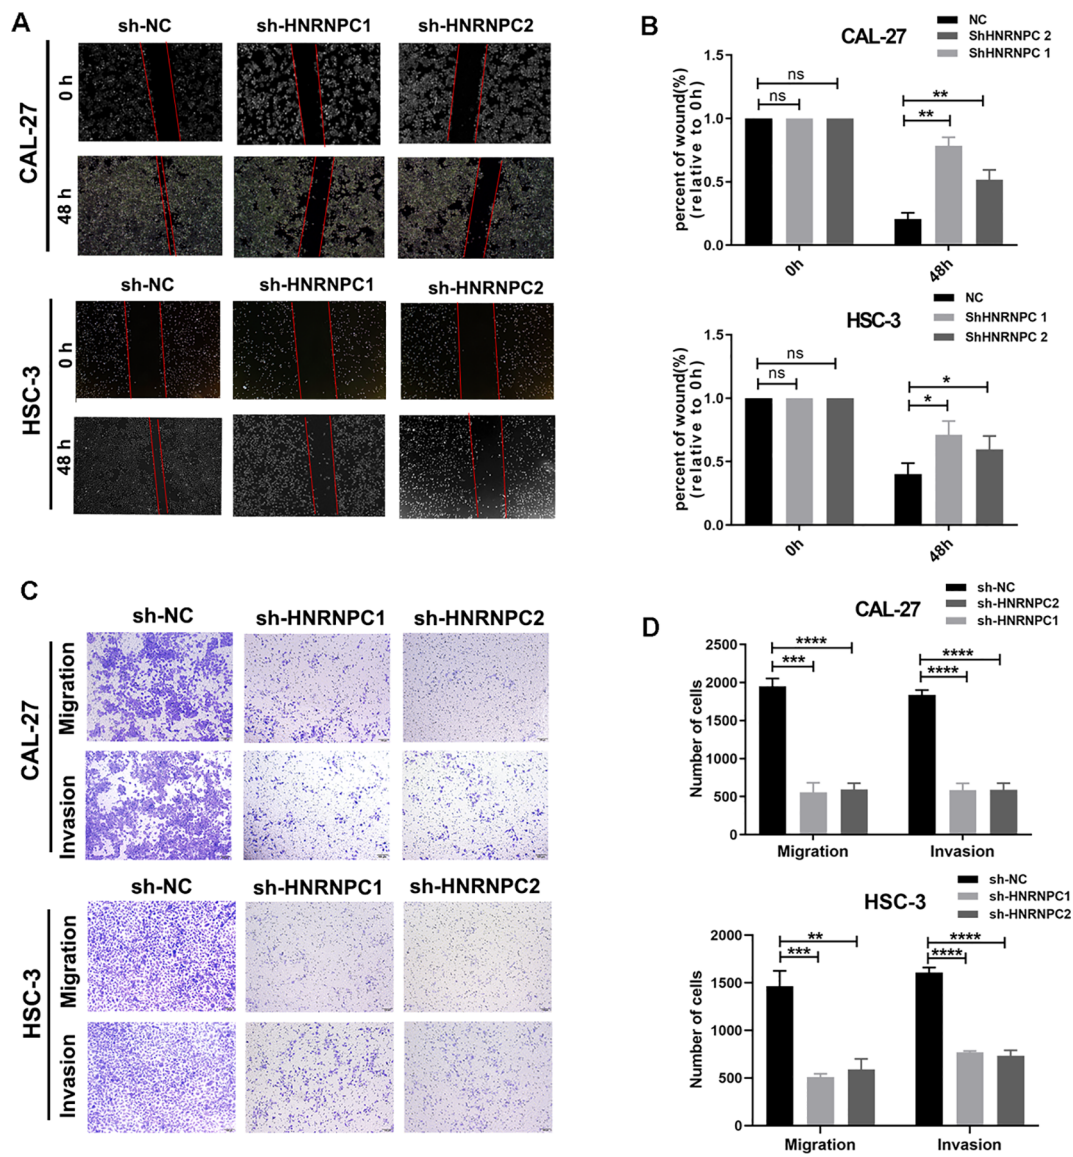 A
sh-NC sh-HNRNPC1 sh-HNRNPC2
CAL-27
0 h
48 h
sh-NC sh-HNRNPC1 sh-HNRNPC2
HSC-3
0 h
48 h
B
CAL-27
NC
ShHNRNPC 2
ShHNRNPC 1
percent of wound(%)
(relative to 0h)
1.5
1.0
0.5
0.0
ns
ns
**
**
0h 48h
HSC-3
NC
ShHNRNPC 1
ShHNRNPC 2
percent of wound(%)
(relative to 0h)
1.5
1.0
0.5
0.0
ns
ns
*
*
0h 48h
C
sh-NC sh-HNRNPC1 sh-HNRNPC2
CAL-27
Migration
Invasion
sh-NC sh-HNRNPC1 sh-HNRNPC2
HSC-3
Migration
Invasion
D
CAL-27
sh-NC
sh-HNRNPC2
sh-HNRNPC1
Number of cells
2500
2000
1500
1000
500
0
****
***
****
****
Migration Invasion
HSC-3
sh-NC
sh-HNRNPC1
sh-HNRNPC2
Number of cells
2000
1500
1000
500
0
**
***
****
****
Migration Invasion